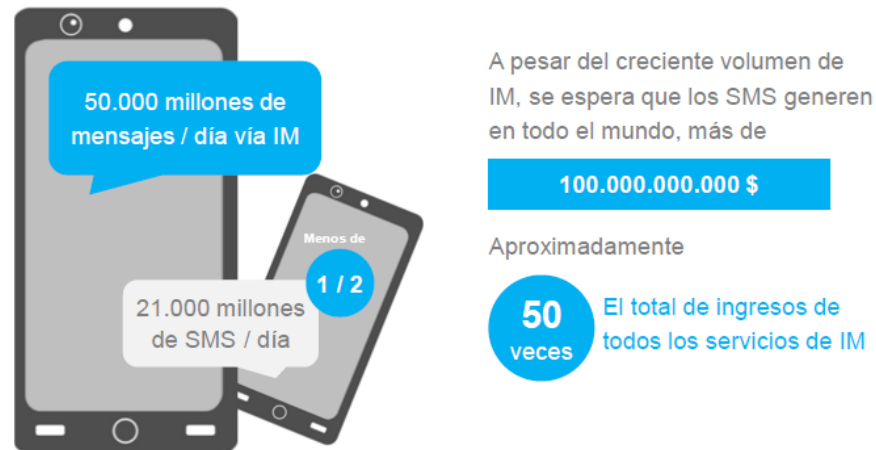 50.000 millones de
mensajes / día vía IM
Menos de
1 / 2
21.000 millones
de SMS / día
A pesar del creciente volumen de
IM, se espera que los SMS generen
en todo el mundo, más de
100.000.000.000 $
Aproximadamente
50
veces
El total de ingresos de
todos los servicios de IM